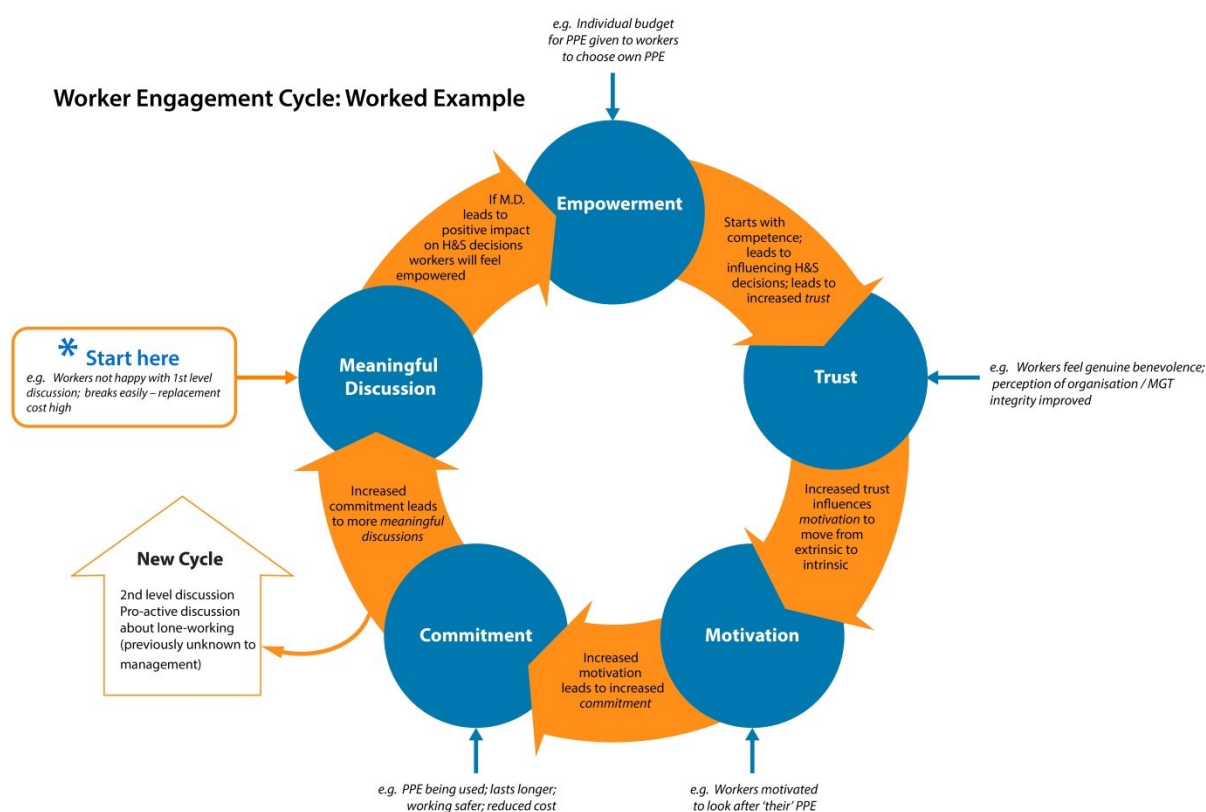 e.g. Individual budget
for PPE given to workers
to choose own PPE
Worker Engagement Cycle: Worked Example
Empowerment
If M.D.
leads to
positive impact
on H&S decisions
workers will feel
empowered
Starts with
competence;
leads to
influencing H&S
decisions; leads to
increased trust
* Start here
e.g. Workers not happy with 1st level
discussion; breaks easily – replacement
cost high
Meaningful
Discussion
Trust
e.g. Workers feel genuine benevolence;
perception of organisation / MGT
integrity improved
Increased
commitment leads
to more meaningful
discussions
Increased trust
influences
motivation to
move from
extrinsic to
intrinsic
New Cycle
2nd level discussion
Pro-active discussion
about lone-working
(previously unknown to
management)
Commitment
Motivation
Increased
motivation
leads to increased
commitment
e.g. PPE being used; lasts longer;
working safer; reduced cost
e.g. Workers motivated
to look after ‘their’ PPE